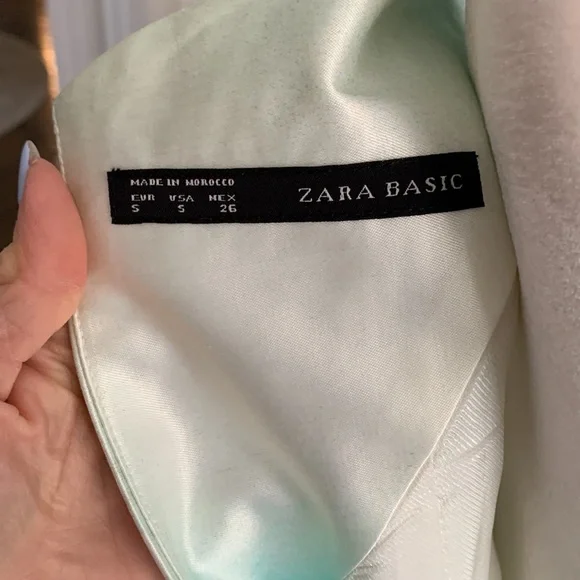 MADE IN MOROCCO
EUR USA MEX
S S 26
ZARA BASIC